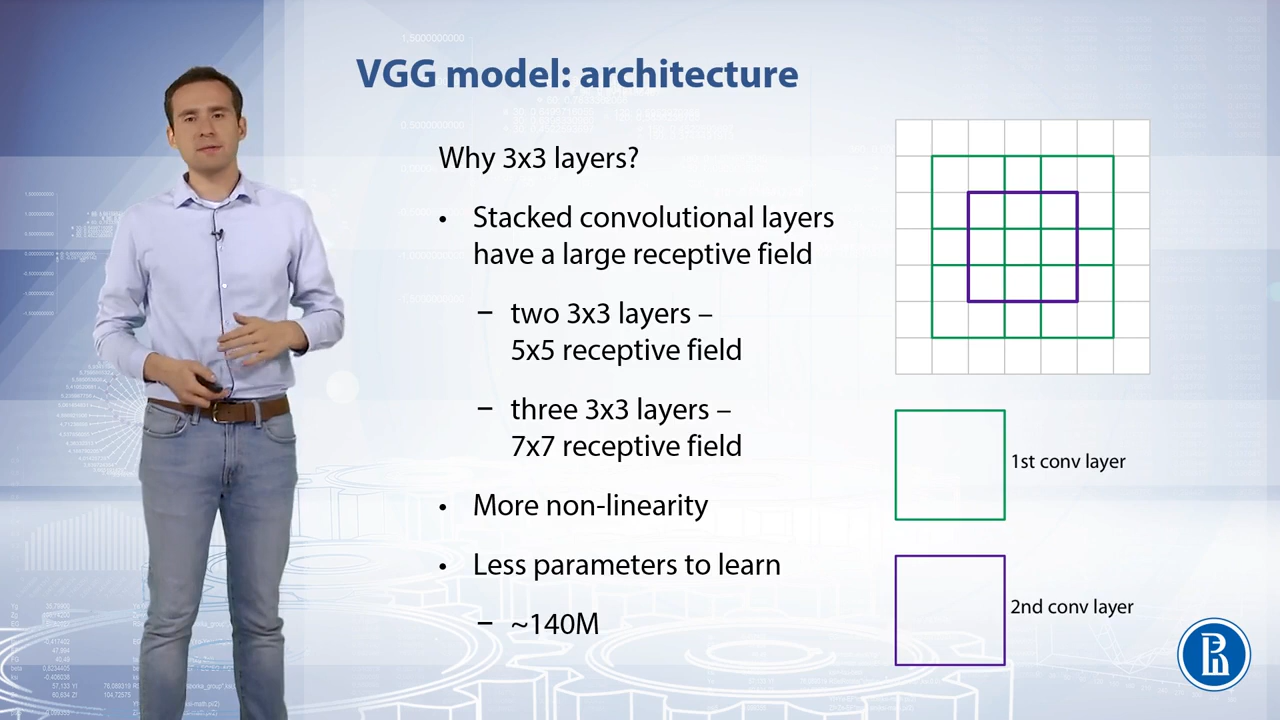 VGG model: architecture
Why 3x3 layers?
• Stacked convolutional layers
have a large receptive field
– two 3x3 layers –
5x5 receptive field
– three 3x3 layers –
7x7 receptive field
• More non-linearity
• Less parameters to learn
– ~140M
1st conv layer
2nd conv layer